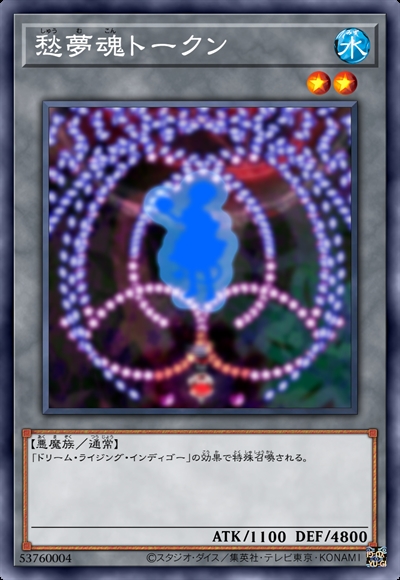 愁夢魂トークン
水
【悪魔族／通常】
「ドリーム・ライジング・インディゴー」の効果で特殊召喚される。
ATK/1100 DEF/4800
53760004 ©スタジオ・ダイス／集英社・テレビ東京・KONAMI